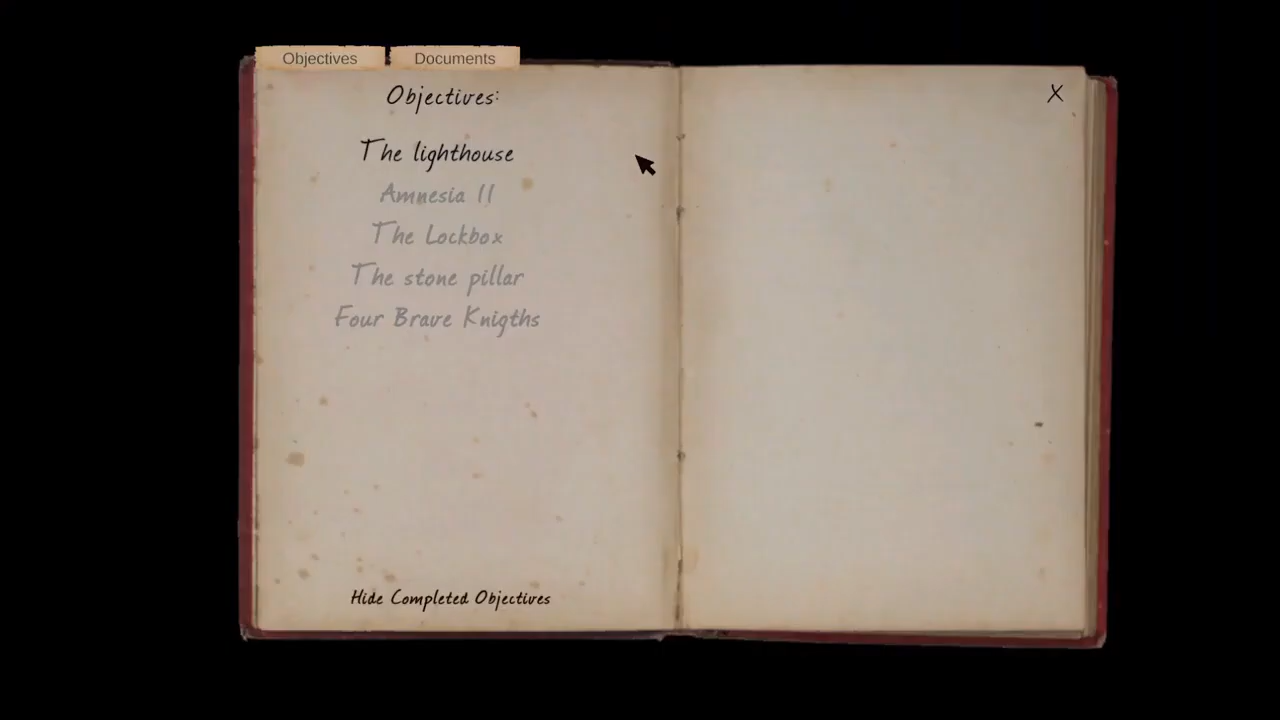 Objectives Documents
Objectives:
X
The lighthouse
Amnesia II
The Lockbox
The stone pillar
Four Brave Knigths
Hide Completed Objectives